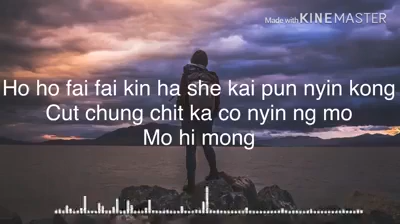 Made with KINEMASTER
Ho ho fai fai kin ha she kai pun nyin kong
Cut chung chit ka co nyin ng mo
Mo hi mong